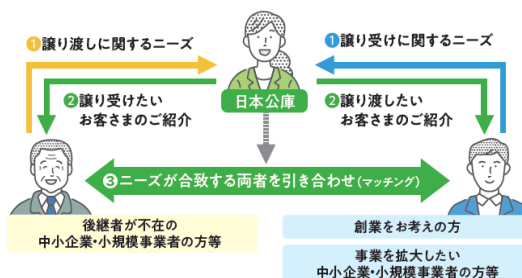 ❶譲り渡しに関するニーズ
❶譲り受けに関するニーズ
❷譲り受けたい
お客さまのご紹介
日本公庫
❷譲り渡したい
お客さまのご紹介
❸ニーズが合致する両者を引き合わせ(マッチング)
後継者が不在の
中小企業・小規模事業者の方等
創業をお考えの方
事業を拡大したい
中小企業・小規模事業者の方等